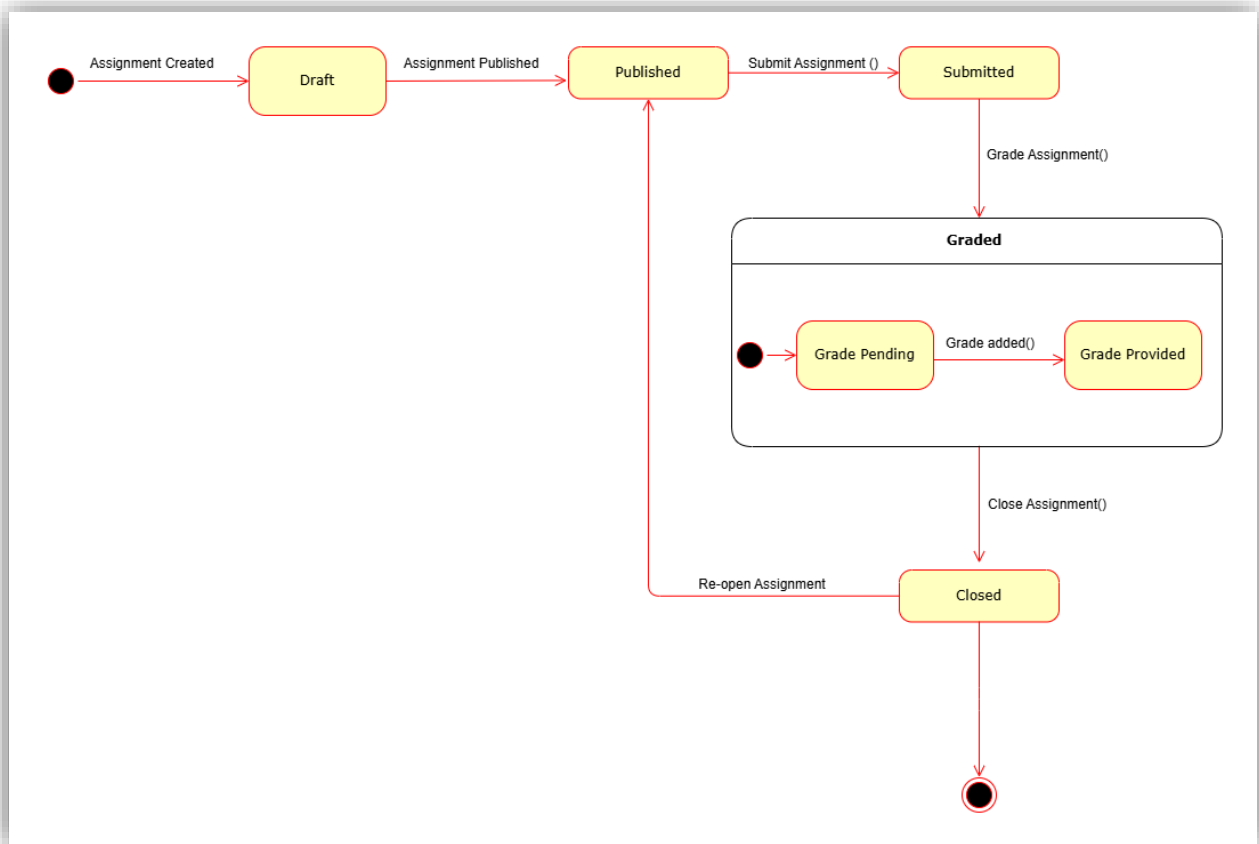 Assignment Created
Draft
Assignment Published
Published
Submit Assignment ()
Submitted
Grade Assignment()
Graded
Grade Pending
Grade added()
Grade Provided
Close Assignment()
Re-open Assignment
Closed